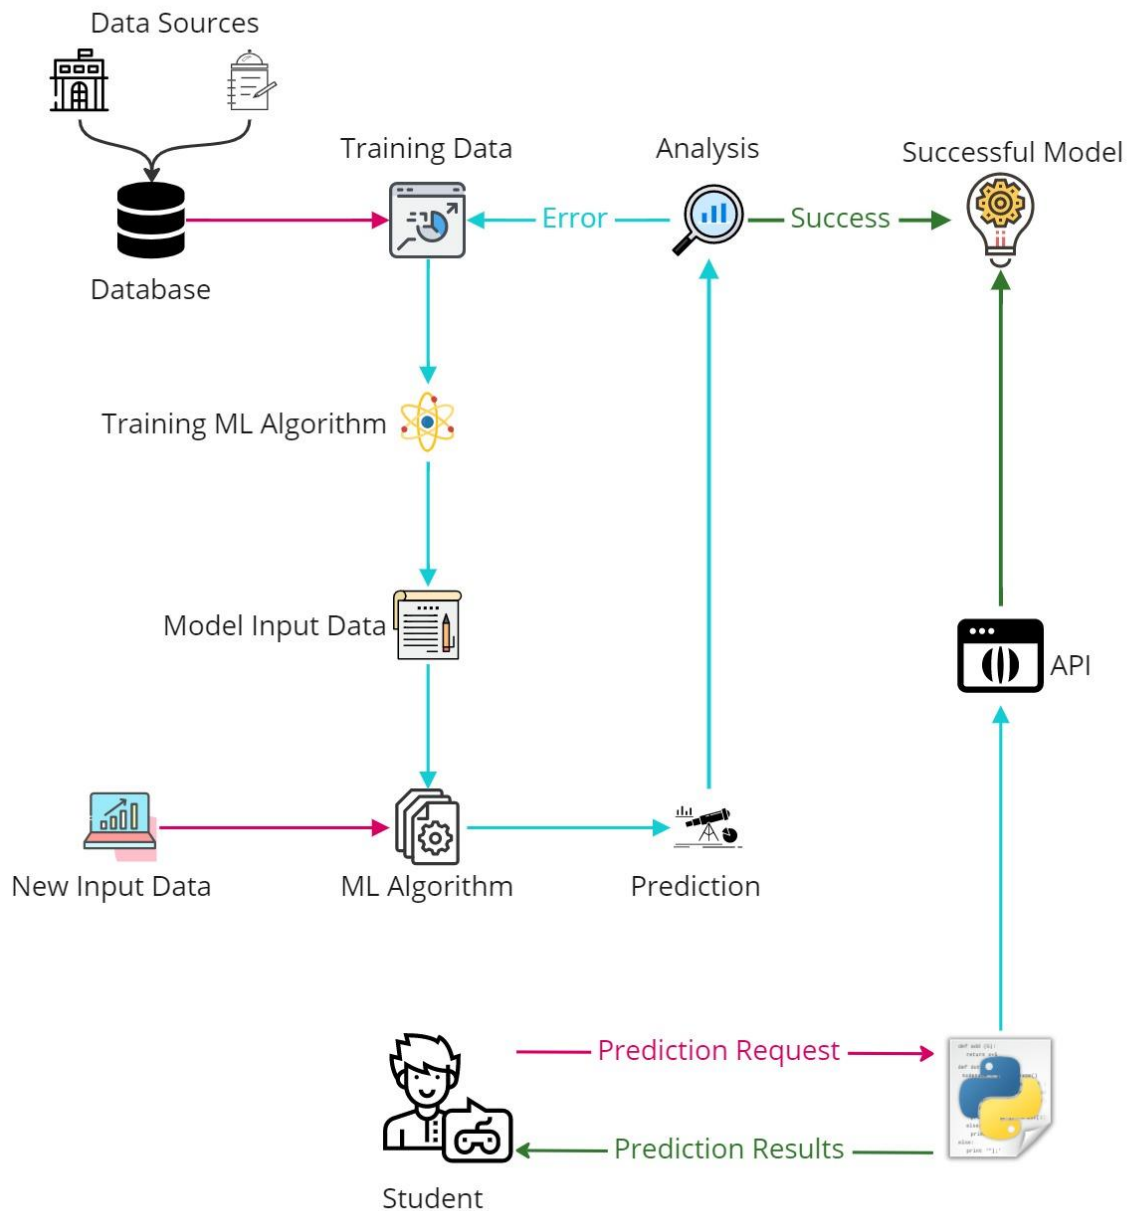 Data Sources
Training Data
Analysis
Successful Model
Error
Success
Database
Training ML Algorithm
Model Input Data
API
New Input Data
ML Algorithm
Prediction
Prediction Request
Prediction Results
Student